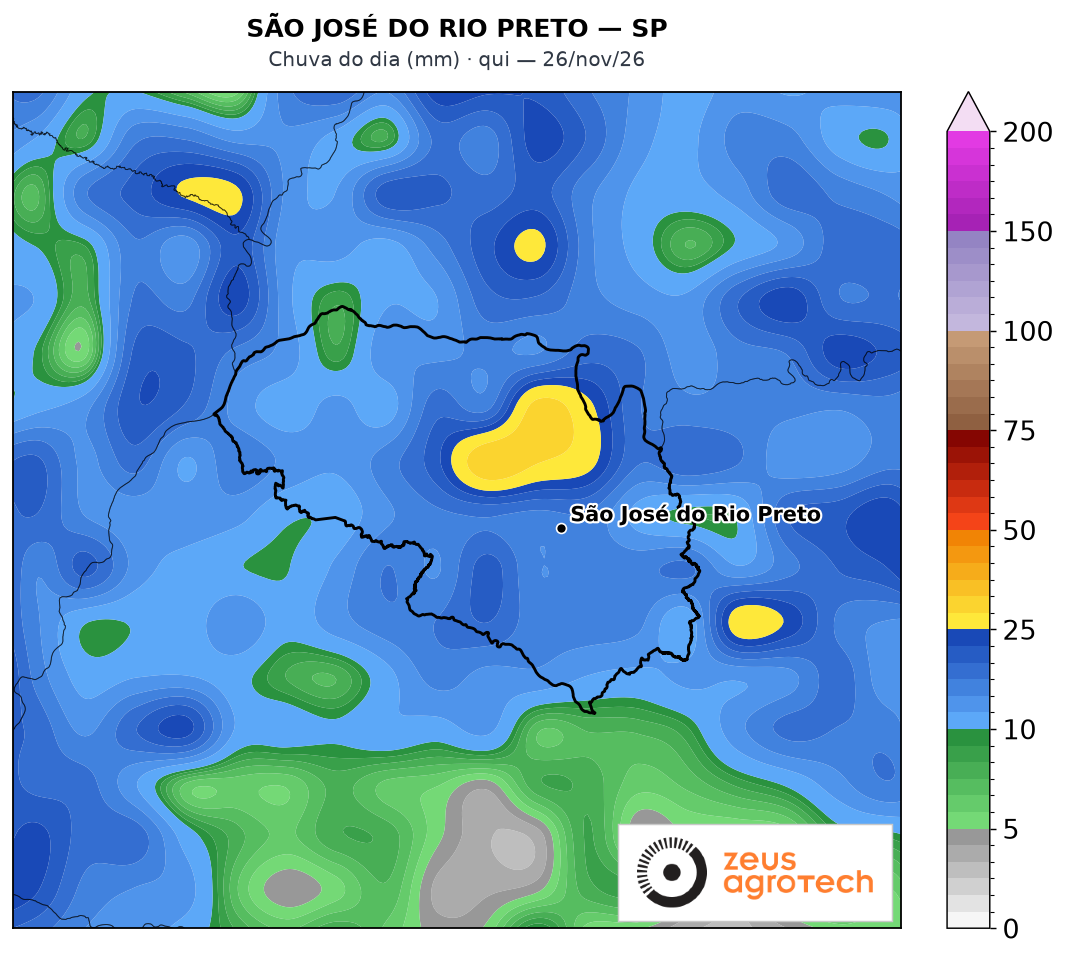 SÃO JOSÉ DO RIO PRETO — SP
Chuva do dia (mm) · qui — 26/nov/26
200
150
100
75
50
25
10
5
0
São José do Rio Preto
zeus
agrotech